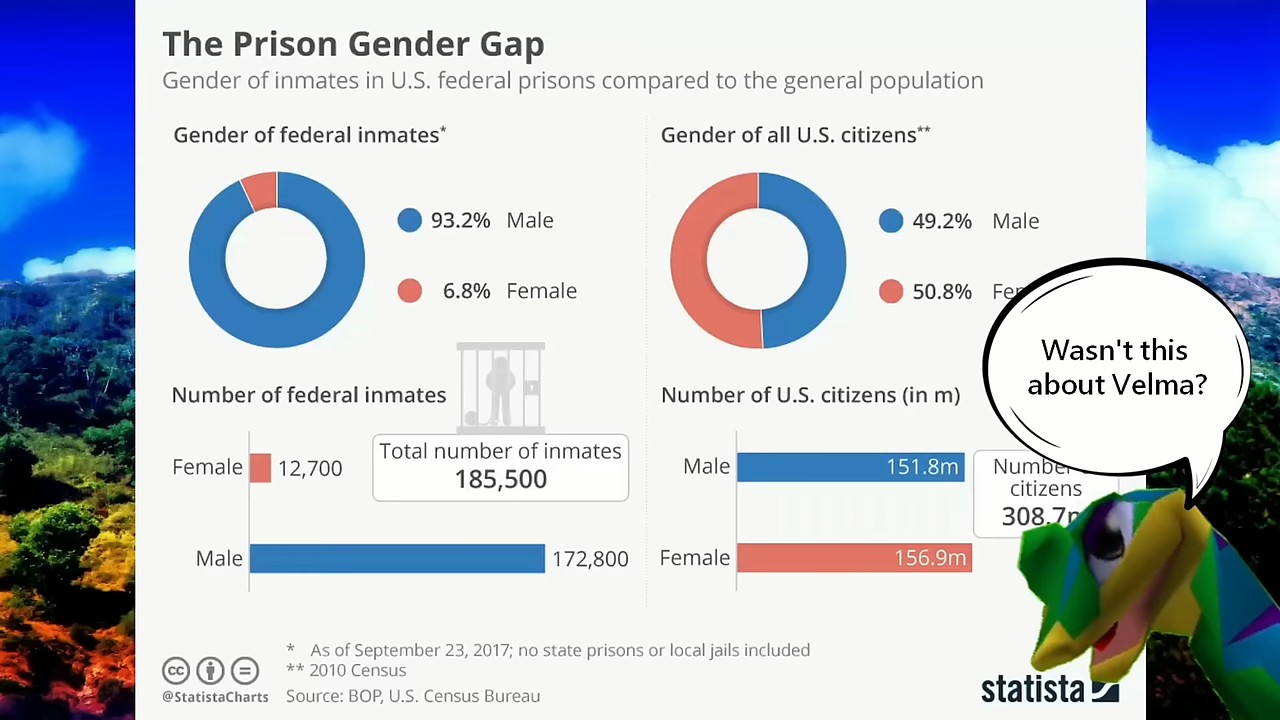 The Prison Gender Gap
Gender of inmates in U.S. federal prisons compared to the general population
Gender of federal inmates*
93.2% Male
6.8% Female
Gender of all U.S. citizens**
49.2% Male
50.8%
Wasn't this
about Velma?
Number of federal inmates
Female 12,700
Total number of inmates
185,500
Male 172,800
Number of U.S. citizens (in m)
Male 151.8m
citizens
Female 156.9m
* As of September 23, 2017; no state prisons or local jails included
** 2010 Census
@StatistaCharts
Source: BOP, U.S. Census Bureau
statista